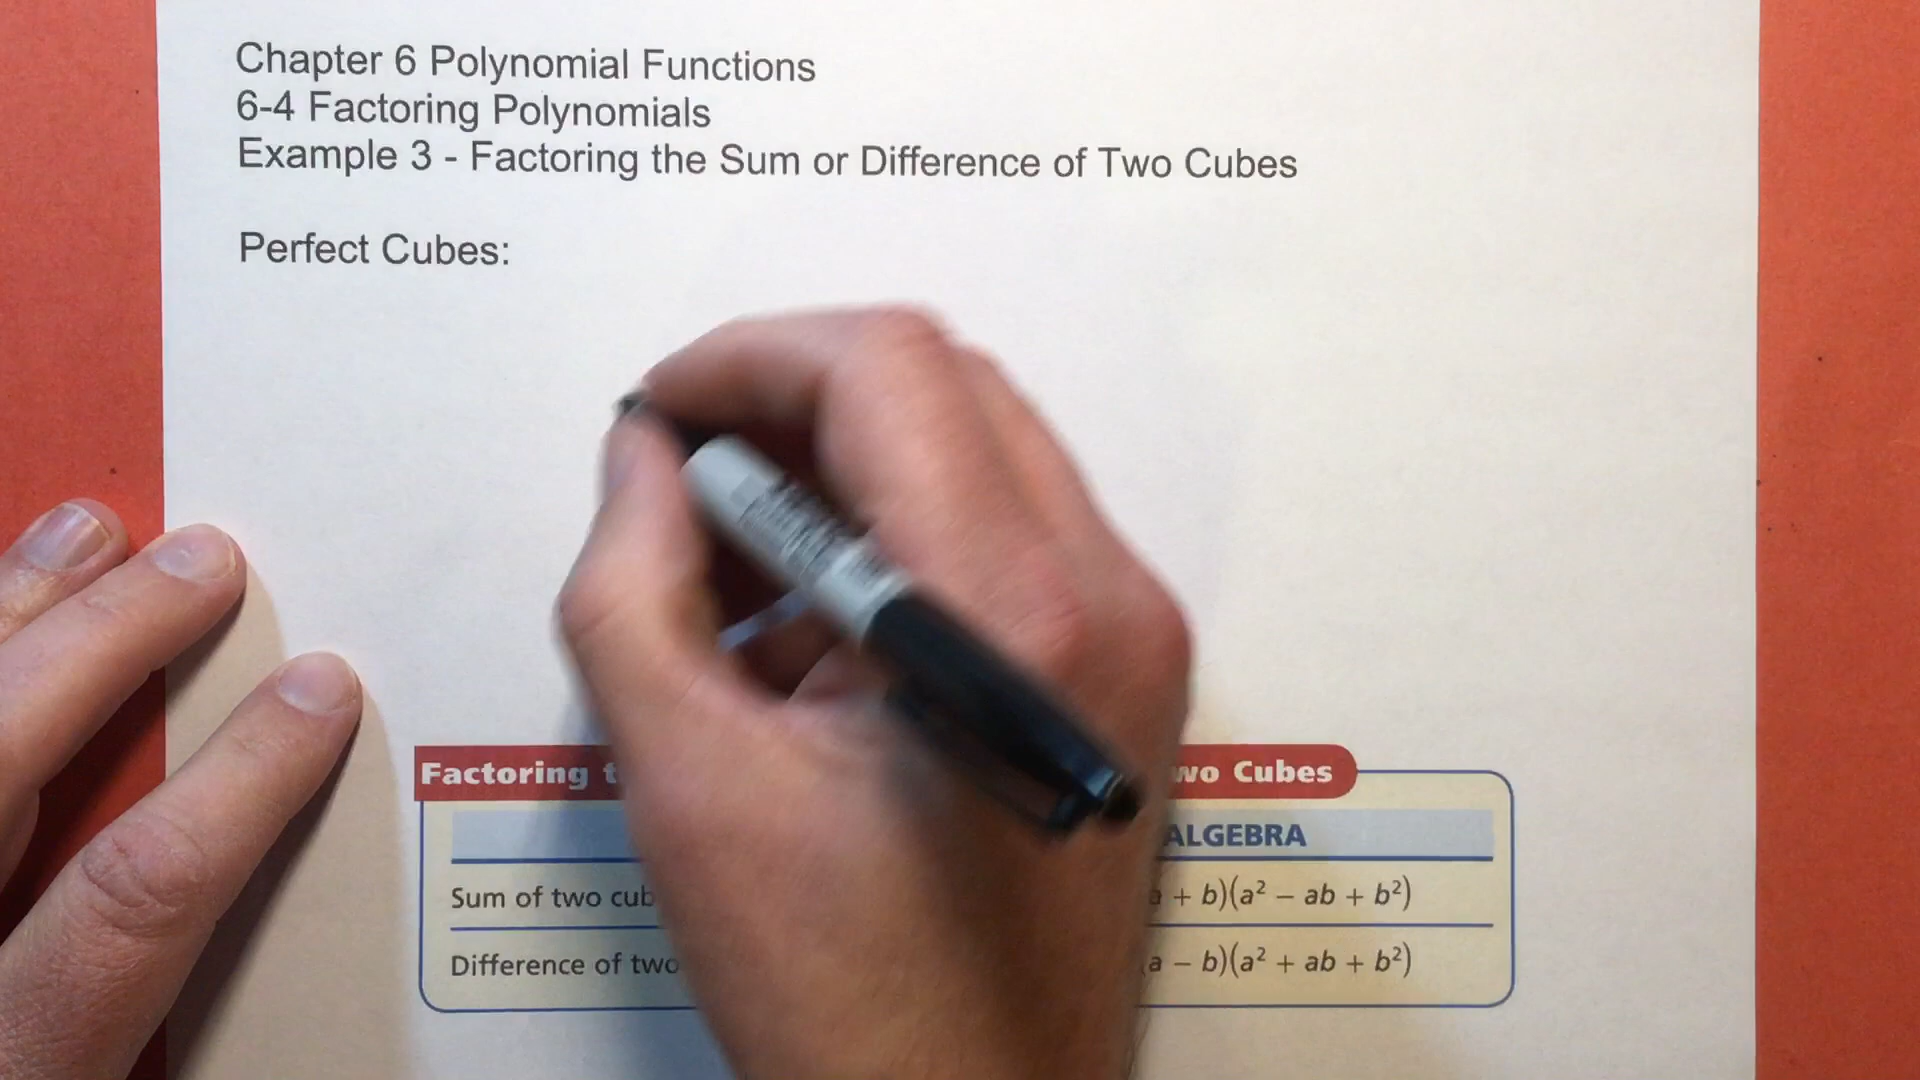 Chapter 6 Polynomial Functions
6-4 Factoring Polynomials
Example 3 - Factoring the Sum or Difference of Two Cubes
Perfect Cubes:
Factoring t wo Cubes
ALGEBRA
Sum of two cub a + b)(a² − ab + b²)
Difference of two (a − b)(a² + ab + b²)